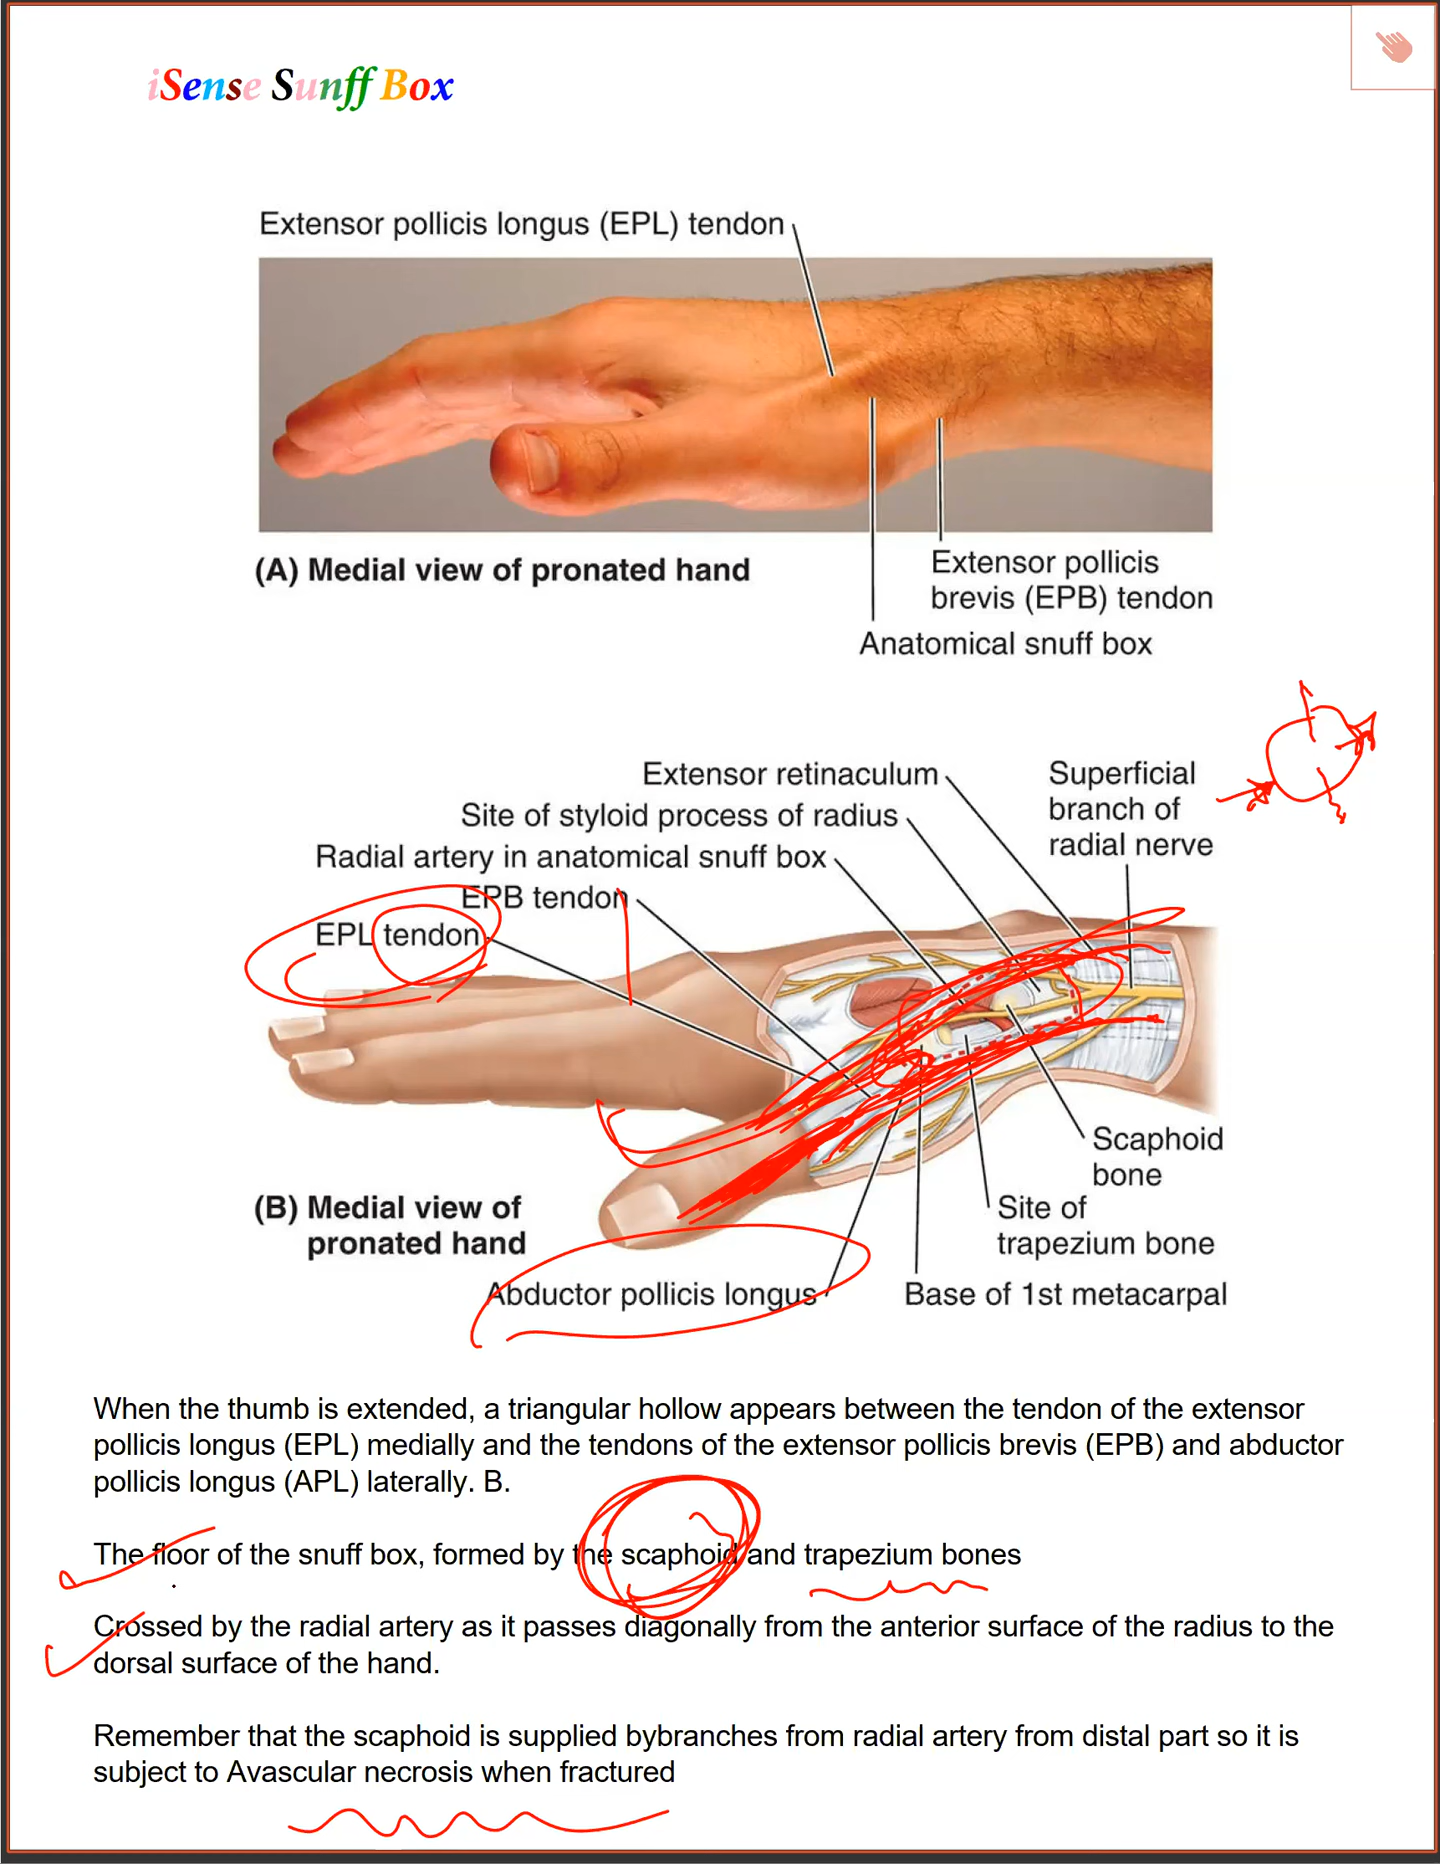 iSense Sunff Box
Extensor pollicis longus (EPL) tendon
(A) Medial view of pronated hand
Extensor pollicis
brevis (EPB) tendon
Anatomical snuff box
Extensor retinaculum
Superficial
branch of
radial nerve
Site of styloid process of radius
Radial artery in anatomical snuff box
EPB tendon
EPL tendon
Scaphoid
bone
(B) Medial view of
pronated hand
Site of
trapezium bone
Abductor pollicis longus
Base of 1st metacarpal
When the thumb is extended, a triangular hollow appears between the tendon of the extensor
pollicis longus (EPL) medially and the tendons of the extensor pollicis brevis (EPB) and abductor
pollicis longus (APL) laterally. B.
The floor of the snuff box, formed by the scaphoid and trapezium bones
Crossed by the radial artery as it passes diagonally from the anterior surface of the radius to the
dorsal surface of the hand.
Remember that the scaphoid is supplied bybranches from radial artery from distal part so it is
subject to Avascular necrosis when fractured